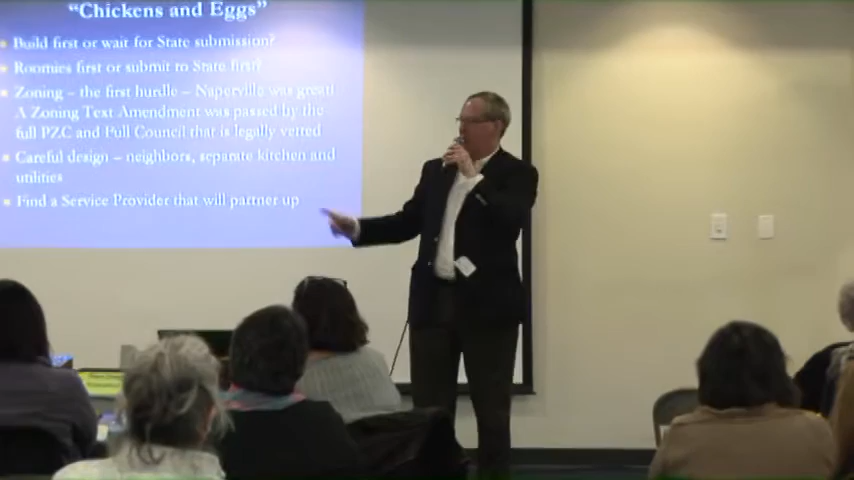 "Chickens and Eggs"
Build first or wait for State submission?
Roomies first or submit to State first?
Zoning – the first hurdle – Naperville was great!
A Zoning Text Amendment was passed by the
full PZC and Full Council that is legally vetted
Careful design – neighbors, separate kitchen and
utilities
Find a Service Provider that will partner up